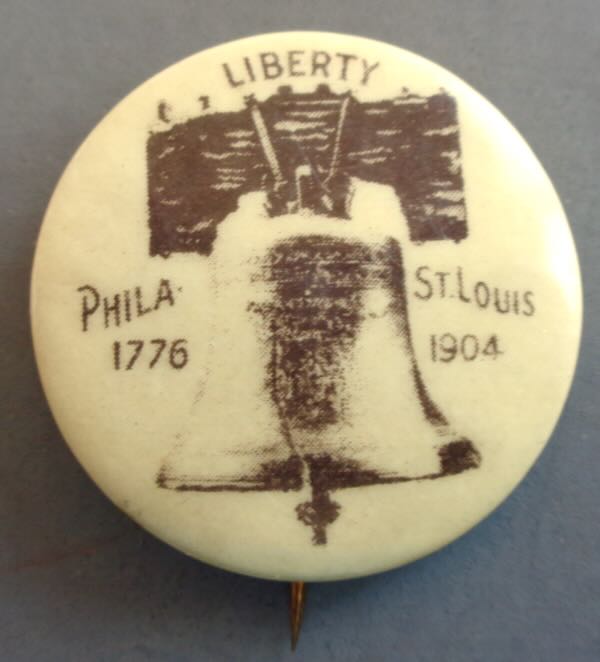 LIBERTY
PHILA.
1776
ST. LOUIS
1904